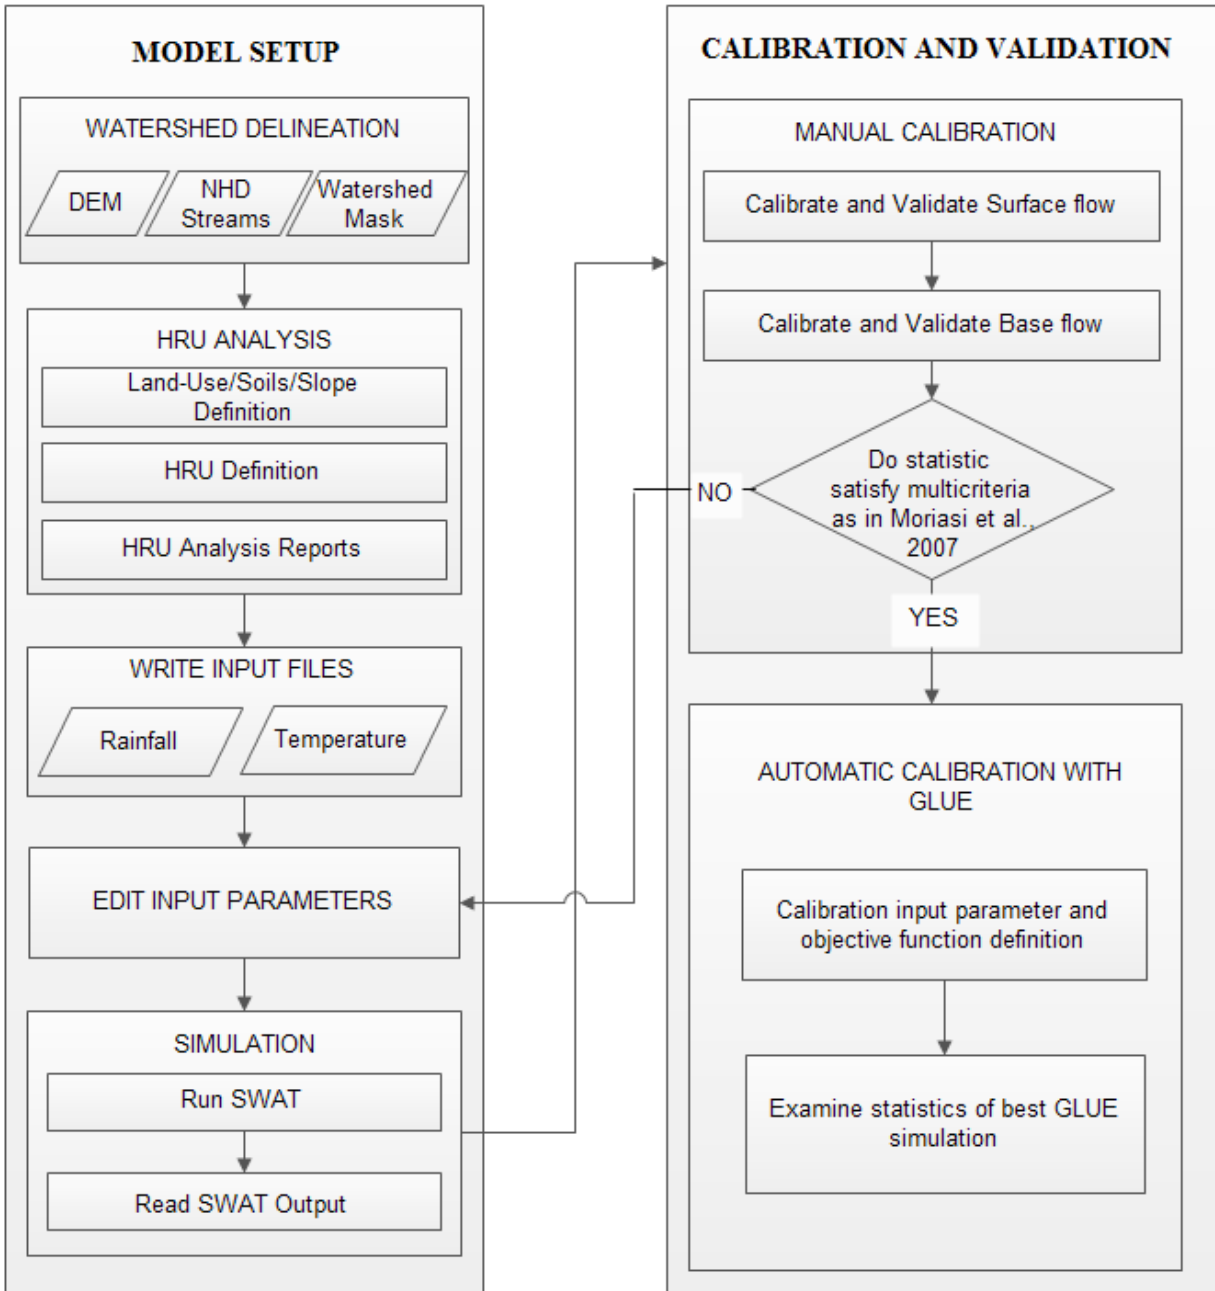 MODEL SETUP
WATERSHED DELINEATION
DEM
NHD
Streams
Watershed
Mask
HRU ANALYSIS
Land-Use/Soils/Slope
Definition
HRU Definition
HRU Analysis Reports
WRITE INPUT FILES
Rainfall
Temperature
EDIT INPUT PARAMETERS
SIMULATION
Run SWAT
Read SWAT Output
CALIBRATION AND VALIDATION
MANUAL CALIBRATION
Calibrate and Validate Surface flow
Calibrate and Validate Base flow
Do statistic
satisfy multicriteria
as in Moriasi et al.,
2007
NO
YES
AUTOMATIC CALIBRATION WITH
GLUE
Calibration input parameter and
objective function definition
Examine statistics of best GLUE
simulation